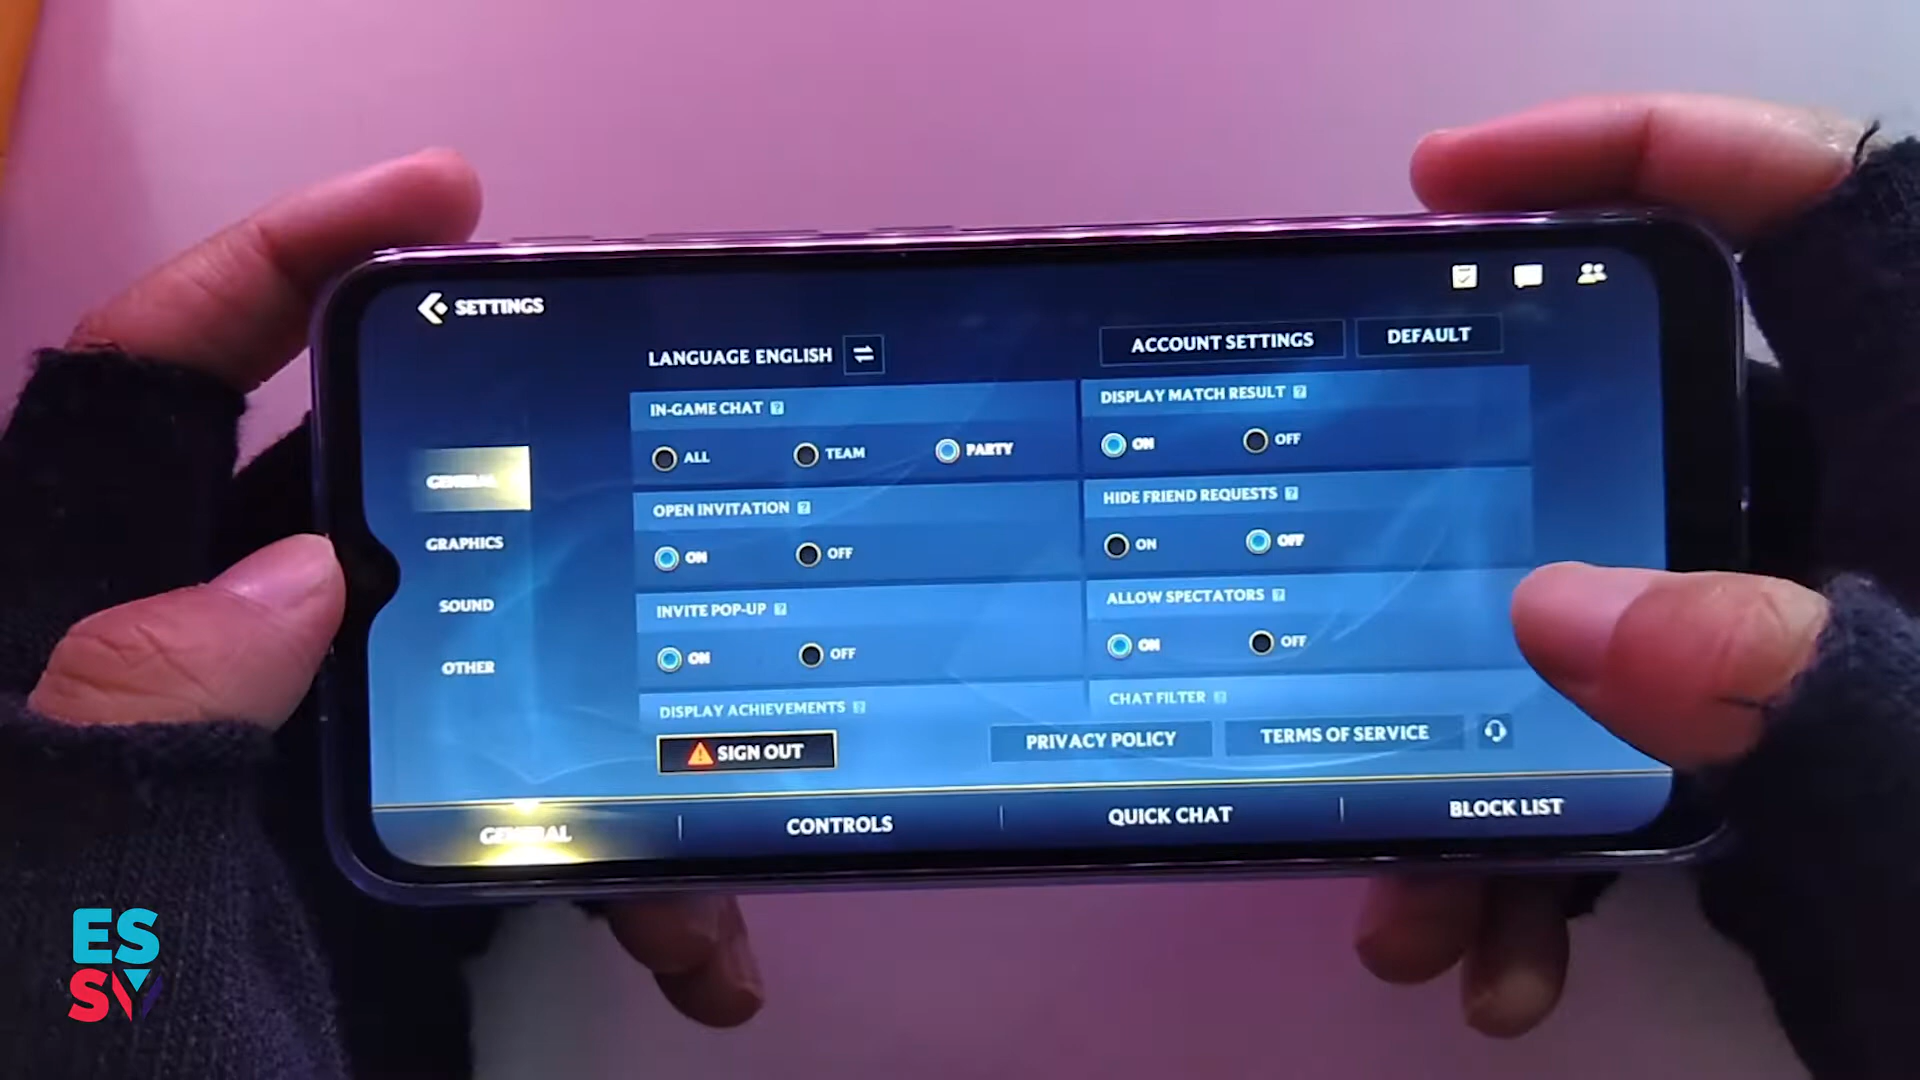 SETTINGS
LANGUAGE ENGLISH
ACCOUNT SETTINGS
DEFAULT
IN-GAME CHAT ?
ALL TEAM PARTY
DISPLAY MATCH RESULT ?
ON OFF
OPEN INVITATION ?
ON OFF
HIDE FRIEND REQUESTS ?
ON OFF
INVITE POP-UP ?
ON OFF
ALLOW SPECTATORS ?
ON OFF
DISPLAY ACHIEVEMENTS ?
CHAT FILTER ?
GENERAL
GRAPHICS
SOUND
OTHER
SIGN OUT
PRIVACY POLICY
TERMS OF SERVICE
GENERAL
CONTROLS
QUICK CHAT
BLOCK LIST
ES
SV